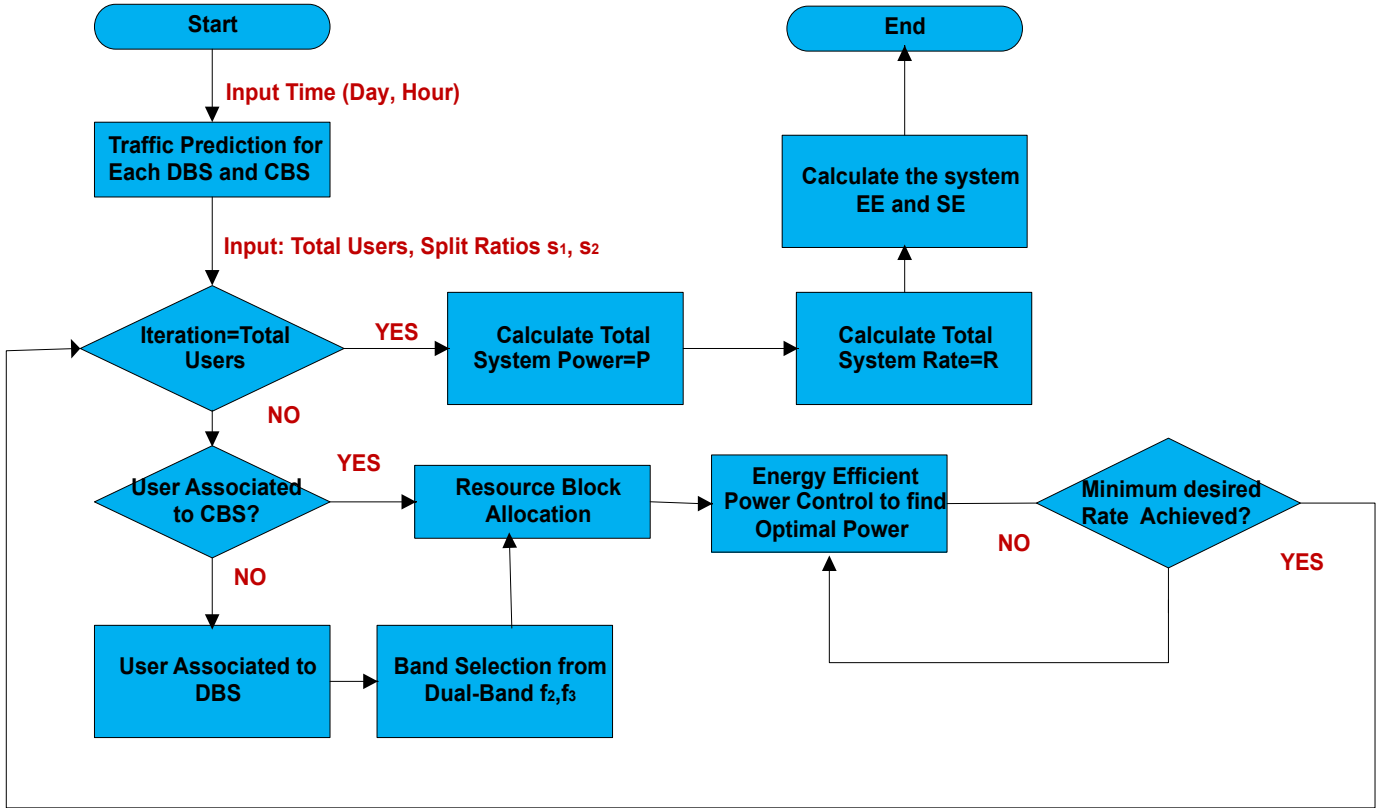 Start
End
Input Time (Day, Hour)
Traffic Prediction for
Each DBS and CBS
Calculate the system
EE and SE
Input: Total Users, Split Ratios s₁, s₂
Iteration=Total
Users
YES
Calculate Total
System Power=P
Calculate Total
System Rate=R
NO
User Associated
to CBS?
YES
Resource Block
Allocation
Energy Efficient
Power Control to find
Optimal Power
Minimum desired
Rate Achieved?
NO
YES
NO
User Associated to
DBS
Band Selection from
Dual-Band f₂,f₃